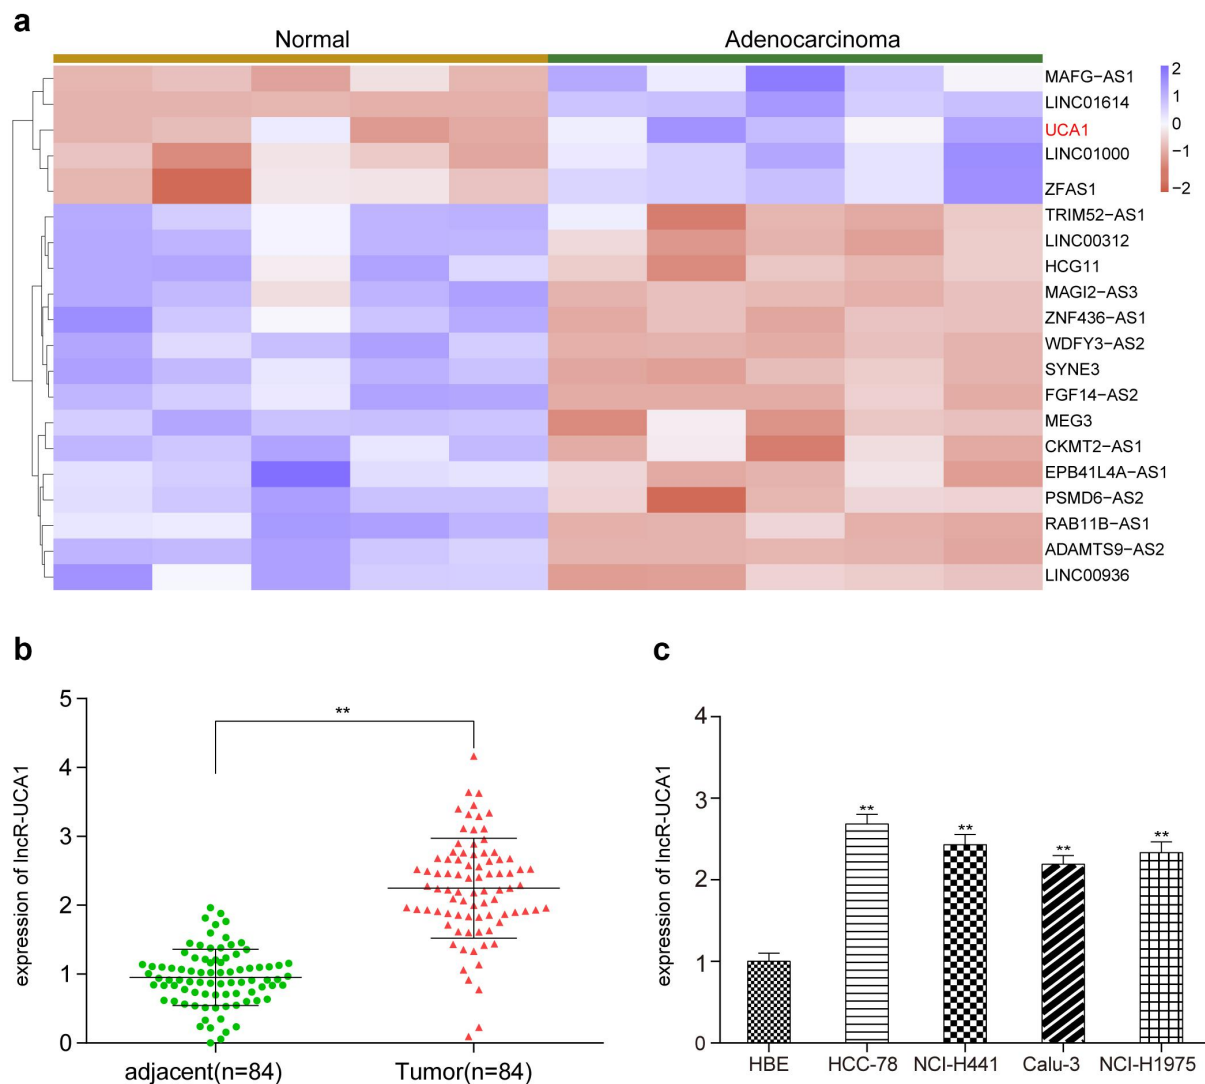 a
Normal
Adenocarcinoma
MAFG−AS1
LINC01614
UCA1
LINC01000
ZFAS1
TRIM52−AS1
LINC00312
HCG11
MAGI2−AS3
ZNF436−AS1
WDFY3−AS2
SYNE3
FGF14−AS2
MEG3
CKMT2−AS1
EPB41L4A−AS1
PSMD6−AS2
RAB11B−AS1
ADAMTS9−AS2
LINC00936
2
1
0
−1
−2
b
expression of lncR-UCA1
5
4
3
2
1
0
**
adjacent(n=84)
Tumor(n=84)
c
expression of lncR-UCA1
4
3
2
1
0
**
**
**
**
HBE
HCC-78
NCI-H441
Calu-3
NCI-H1975